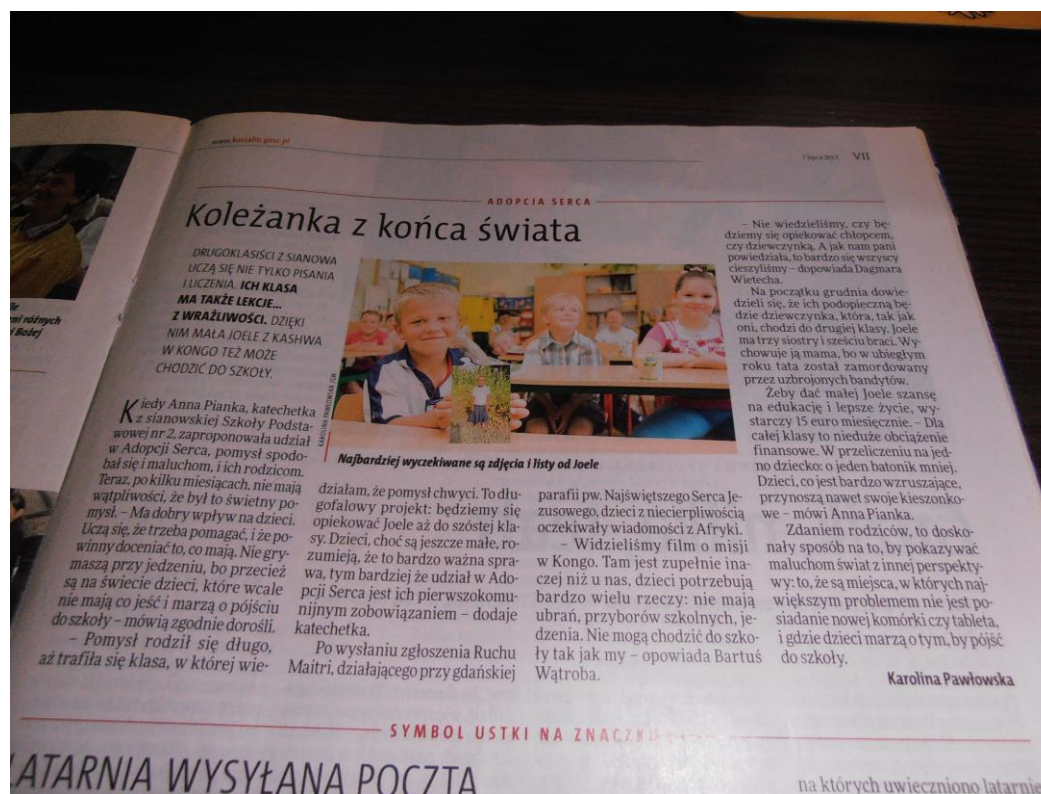 www.koszalin.gosc.pl
7 lipca 2013 VII
mi różnych
i Bożej
ADOPCJA SERCA
Koleżanka z końca świata
DRUGOKLASIŚCI Z SIANOWA
UCZĄ SIĘ NIE TYLKO PISANIA
I LICZENIA. ICH KLASA
MA TAKŻE LEKCJE...
Z WRAŻLIWOŚCI. DZIĘKI
NIM MAŁA JOELE Z KASHWA
W KONGO TEŻ MOŻE
CHODZIĆ DO SZKOŁY.
Kiedy Anna Pianka, katechetka
z sianowskiej Szkoły Podsta-
wowej nr 2, zaproponowała udział
w Adopcji Serca, pomysł spodo-
bał się i maluchom, i ich rodzicom.
Teraz, po kilku miesiącach, nie mają
wątpliwości, że był to świetny po-
mysł. – Ma dobry wpływ na dzieci.
Uczą się, że trzeba pomagać, i że po-
winny doceniać to, co mają. Nie gry-
maszą przy jedzeniu, bo przecież
są na świecie dzieci, które wcale
nie mają co jeść i marzą o pójściu
do szkoły – mówią zgodnie dorośli.
– Pomysł rodził się długo,
aż trafiła się klasa, w której wie-
KAROLINA PAWŁOWSKA /GN
Najbardziej wyczekiwane są zdjęcia i listy od Joele
działam, że pomysł chwyci. To dłu-
gofalowy projekt: będziemy się
opiekować Joele aż do szóstej kla-
sy. Dzieci, choć są jeszcze małe, ro-
zumieją, że to bardzo ważna spra-
wa, tym bardziej że udział w Ado-
pcji Serca jest ich pierwszokomu-
nijnym zobowiązaniem – dodaje
katechetka.
Po wysłaniu zgłoszenia Ruchu
Maitri, działającego przy gdańskiej
parafii pw. Najświętszego Serca Je-
zusowego, dzieci z niecierpliwością
oczekiwały wiadomości z Afryki.
– Widzieliśmy film o misji
w Kongo. Tam jest zupełnie ina-
czej niż u nas, dzieci potrzebują
bardzo wielu rzeczy: nie mają
ubrań, przyborów szkolnych, je-
dzenia. Nie mogą chodzić do szko-
ły tak jak my – opowiada Bartuś
Wątroba.
– Nie wiedzieliśmy, czy bę-
dziemy się opiekować chłopcem,
czy dziewczynką. A jak nam pani
powiedziała, to bardzo się wszyscy
cieszyliśmy – dopowiada Dagmara
Wietecha.
Na początku grudnia dowie-
dzieli się, że ich podopieczną bę-
dzie dziewczynka, która, tak jak
oni, chodzi do drugiej klasy. Joele
ma trzy siostry i sześciu braci. Wy-
chowuje ją mama, bo w ubiegłym
roku tata został zamordowany
przez uzbrojonych bandytów.
Żeby dać małej Joele szansę
na edukację i lepsze życie, wy-
starczy 15 euro miesięcznie. – Dla
całej klasy to nieduże obciążenie
finansowe. W przeliczeniu na jed-
no dziecko: o jeden batonik mniej.
Dzieci, co jest bardzo wzruszające,
przynoszą nawet swoje kieszonko-
we – mówi Anna Pianka.
Zdaniem rodziców, to dosko-
nały sposób na to, by pokazywać
maluchom świat z innej perspekty-
wy: to, że są miejsca, w których naj-
większym problemem nie jest po-
siadanie nowej komórki czy tableta,
i gdzie dzieci marzą o tym, by pójść
do szkoły.
Karolina Pawłowska
SYMBOL USTKI NA
ATARNIA WYSYŁANA POCZTĄ
na których uwieczniono latarnie